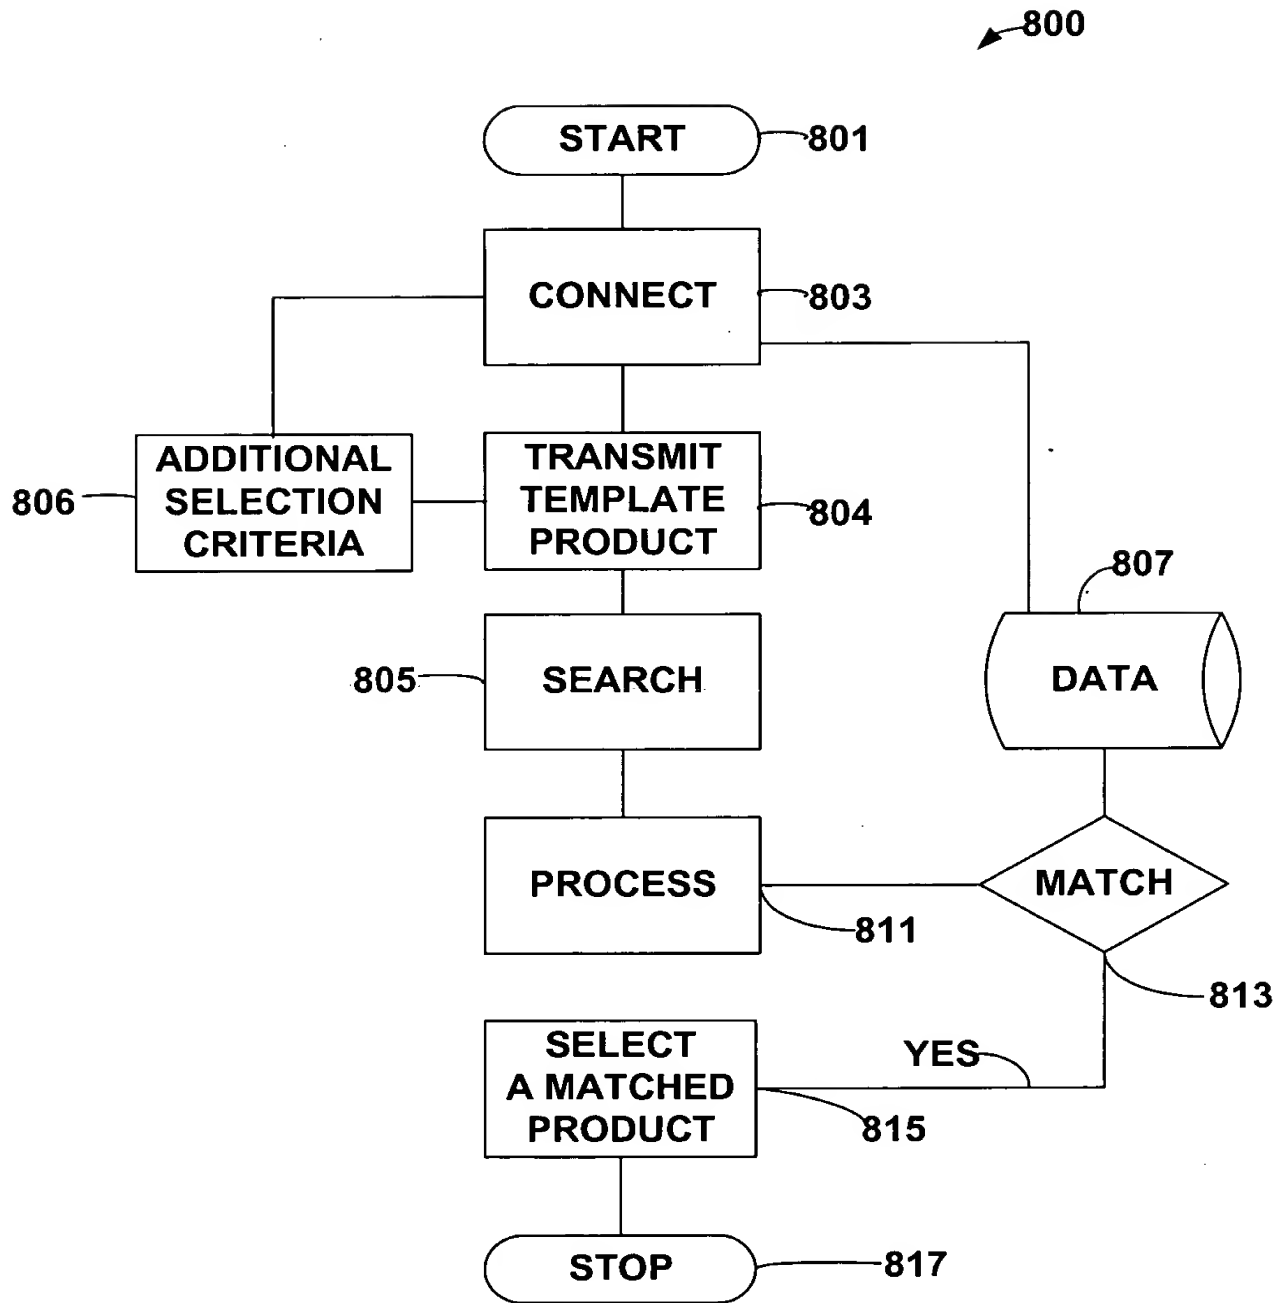 800
START
801
CONNECT
803
ADDITIONAL
SELECTION
CRITERIA
806
TRANSMIT
TEMPLATE
PRODUCT
804
807
SEARCH
805
DATA
PROCESS
811
MATCH
813
SELECT
A MATCHED
PRODUCT
YES
815
STOP
817